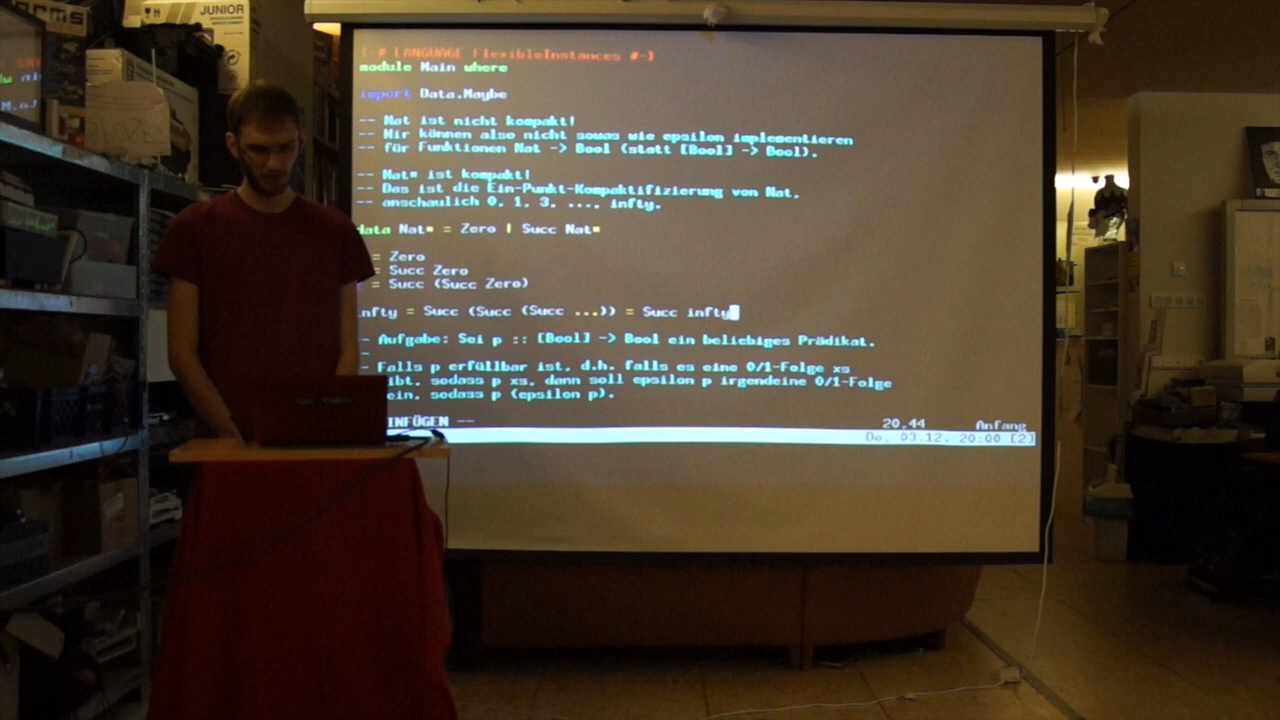 JUNIOR
{-# LANGUAGE FlexibleInstances #-}
module Main where
import Data.Maybe
-- Nat ist nicht kompakt!
-- Wir können also nicht sowas wie epsilon implementieren
-- für Funktionen Nat -> Bool (statt [Bool] -> Bool).
-- Nat* ist kompakt!
-- Das ist die Ein-Punkt-Kompaktifizierung von Nat,
-- anschaulich 0, 1, 3, ..., infty.
data Nat* = Zero | Succ Nat*
= Zero
= Succ Zero
= Succ (Succ Zero)
nfty = Succ (Succ (Succ ...)) = Succ infty
- Aufgabe: Sei p :: [Bool] -> Bool ein beliebiges Prädikat.
-
- Falls p erfüllbar ist, d.h. falls es eine 0/1-Folge xs
ibt, sodass p xs, dann soll epsilon p irgendeine 0/1-Folge
ein, sodass p (epsilon p).
INFÜGEN --
20,44
Anfang
Do, 03.12. 20:00 [2]